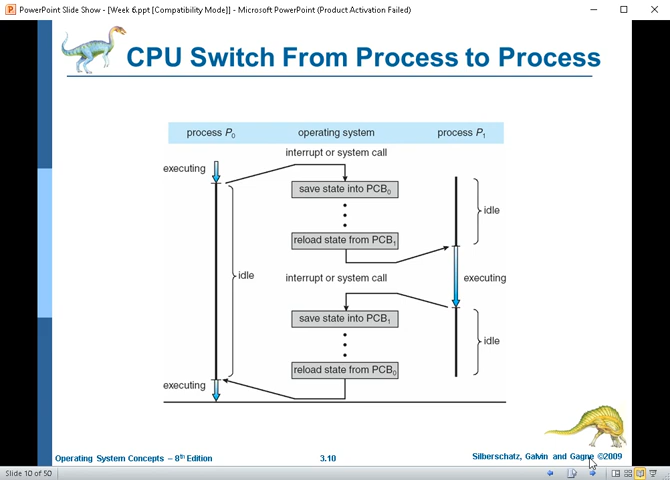 PowerPoint Slide Show - [Week 6.ppt [Compatibility Mode]] - Microsoft PowerPoint (Product Activation Failed)
CPU Switch From Process to Process
process P0 operating system process P1
interrupt or system call
executing
save state into PCB0
idle
reload state from PCB1
idle
interrupt or system call
executing
save state into PCB1
idle
reload state from PCB0
executing
Operating System Concepts – 8th Edition 3.10 Silberschatz, Galvin and Gagne ©2009
Slide 10 of 50